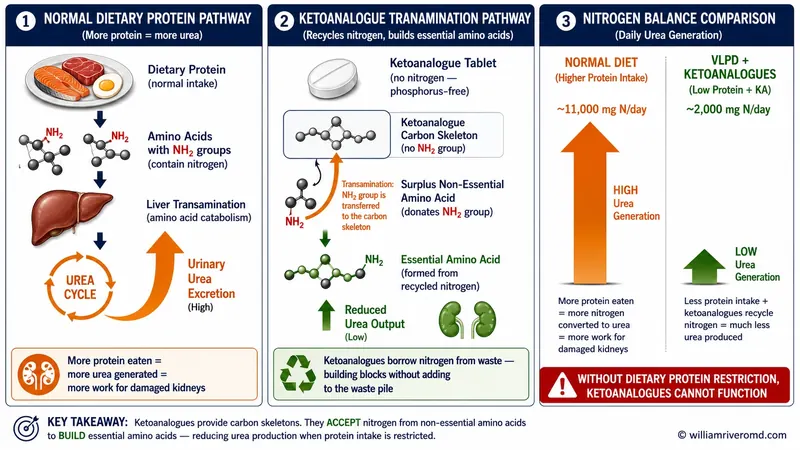 1 NORMAL DIETARY PROTEIN PATHWAY
(More protein = more urea)
Dietary Protein
(normal intake)
NH2
NH2
Amino Acids
with NH2 groups
(contain nitrogen)
Liver Transamination
(amino acid catabolism)
UREA
CYCLE
Urinary
Urea
Excretion
(High)
More protein eaten =
more urea generated =
more work for damaged kidneys
2 KETOANALOGUE TRANAMINATION PATHWAY
(Recycles nitrogen, builds essential amino acids)
Ketoanalogue Tablet
(no nitrogen —
phosphorus-free)
Ketoanalogue
Carbon Skeleton
(no NH2 group)
Transamination:
NH2 group is
transferred to
the carbon
skeleton
NH2
Surplus Non-Essential
Amino Acid
(donates NH2 group)
NH2
Essential Amino Acid
(formed from
recycled nitrogen)
Reduced
Urea Output
(Low)
Ketoanalogues borrow nitrogen from waste —
building blocks without adding
to the waste pile
3 NITROGEN BALANCE COMPARISON
(Daily Urea Generation)
NORMAL DIET
(Higher Protein Intake)
~11,000 mg N/day
HIGH
Urea
Generation
More protein eaten
= more nitrogen
converted to urea
= more work for
damaged kidneys
VLPD +
KETOANALOGUES
(Low Protein + KA)
~2,000 mg N/day
LOW
Urea
Generation
Less protein intake +
ketoanalogues recycle
nitrogen = much less
urea produced
WITHOUT DIETARY PROTEIN RESTRICTION,
KETOANALOGUES CANNOT FUNCTION
KEY TAKEAWAY: Ketoanalogues provide carbon skeletons. They ACCEPT nitrogen from non-essential amino acids
to BUILD essential amino acids — reducing urea production when protein intake is restricted.
© williamriveromd.com